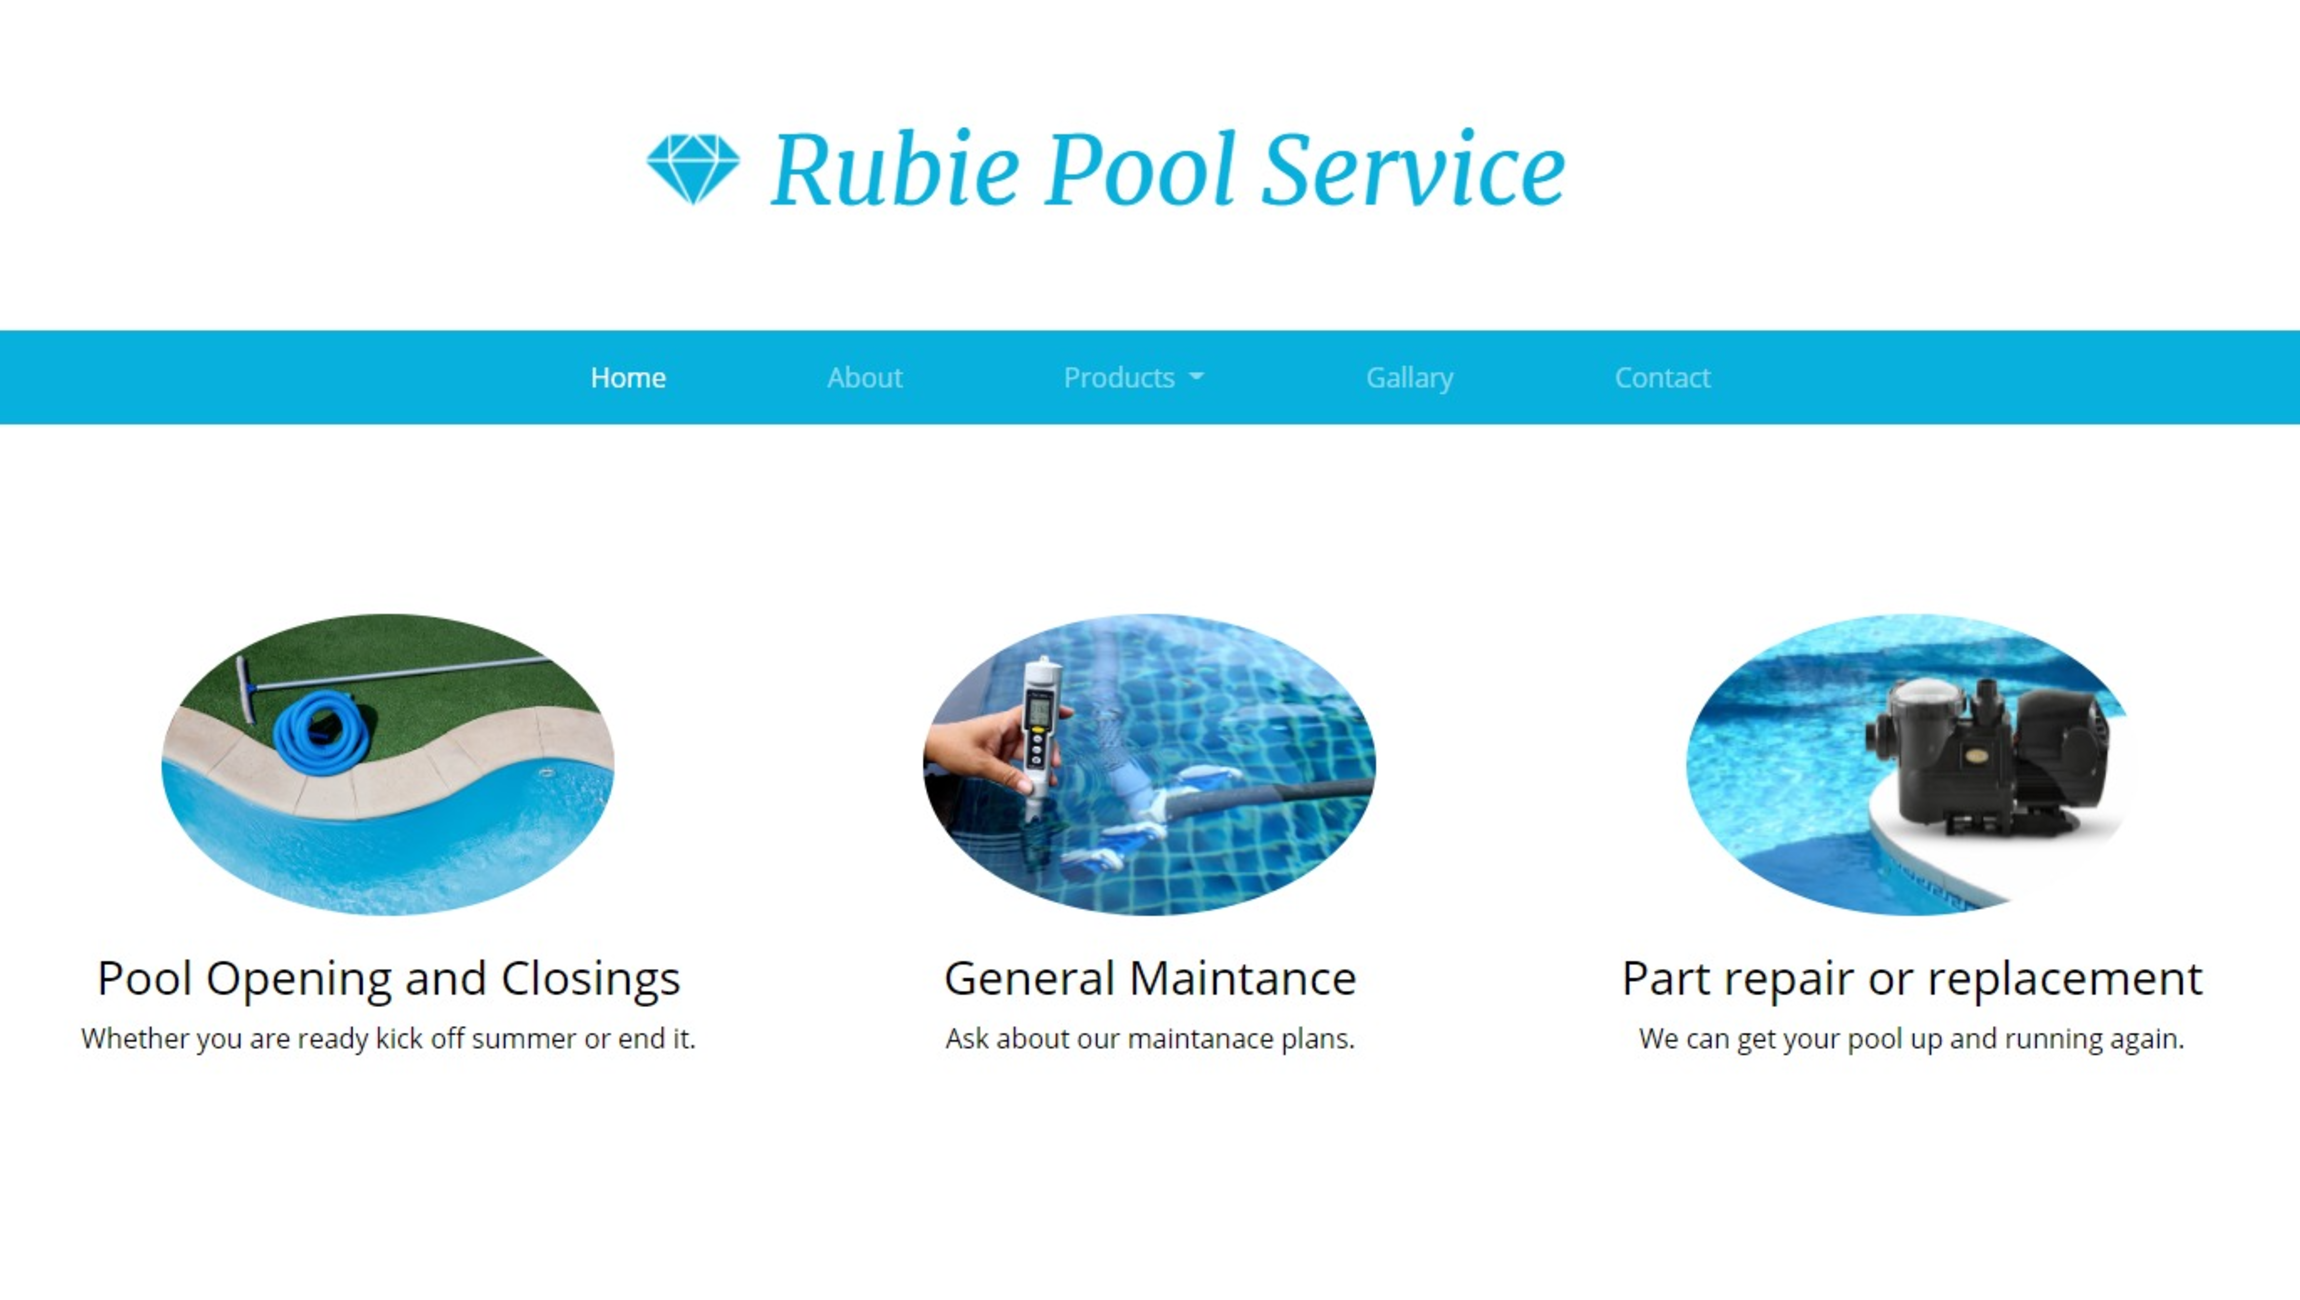 Rubie Pool Service
Home About Products Gallary Contact
Pool Opening and Closings
Whether you are ready kick off summer or end it.
General Maintance
Ask about our maintanace plans.
Part repair or replacement
We can get your pool up and running again.